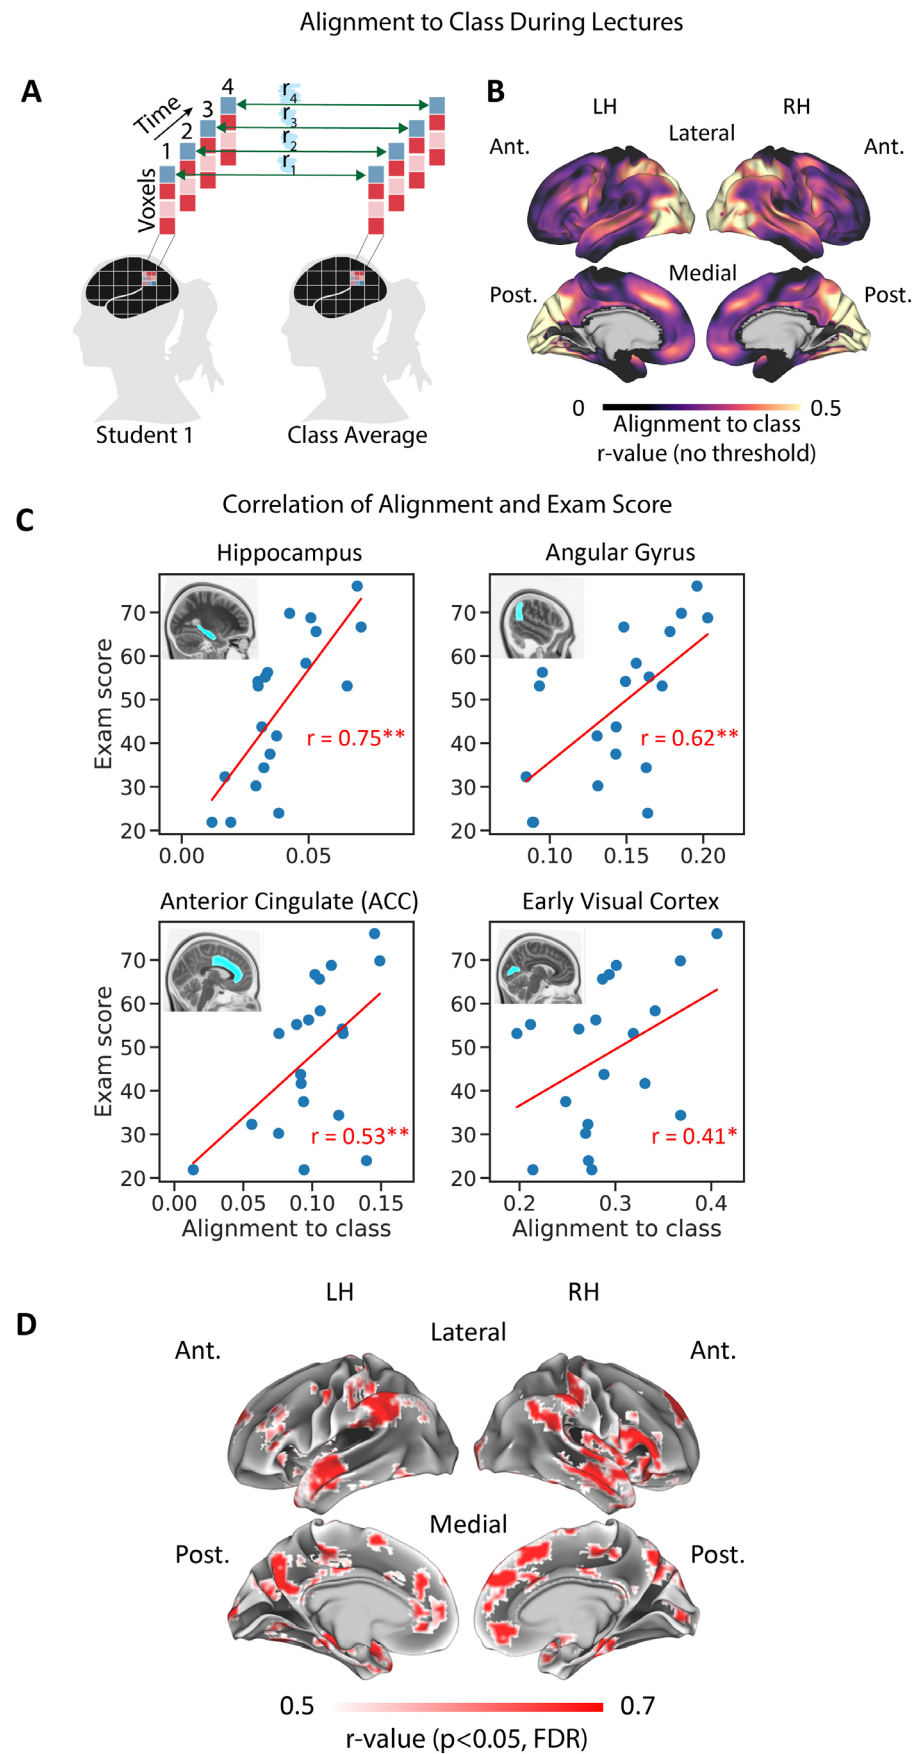 Alignment to Class During Lectures
A
Time
1 2 3 4
Voxels
r4
r3
r2
r1
Student 1
Class Average
B
LH RH
Lateral
Ant. Ant.
Medial
Post. Post.
0 0.5
Alignment to class
r-value (no threshold)
C
Correlation of Alignment and Exam Score
Hippocampus
Exam score
70
60
50
40
30
20
r = 0.75**
0.00 0.05
Angular Gyrus
70
60
50
40
30
20
r = 0.62**
0.10 0.15 0.20
Anterior Cingulate (ACC)
Exam score
70
60
50
40
30
20
r = 0.53**
0.00 0.05 0.10 0.15
Alignment to class
Early Visual Cortex
70
60
50
40
30
20
r = 0.41*
0.2 0.3 0.4
Alignment to class
D
LH RH
Lateral
Ant. Ant.
Medial
Post. Post.
0.5 0.7
r-value (p<0.05, FDR)